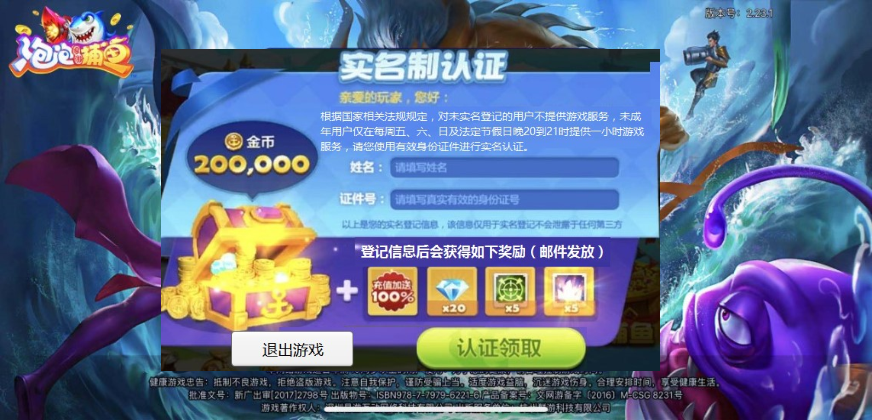 版本号：2.23.1
泡泡捕鱼
实名制认证
亲爱的玩家，您好：
根据国家相关法规规定，对未实名登记的用户不提供游戏服务，未成
年用户仅在每周五、六、日及法定节假日晚20到21时提供一小时游戏
服务，请您使用有效身份证件进行实名认证。
金币
200,000
姓名：
请填写姓名
证件号：
请填写真实有效的身份证号
以上是您的实名登记信息，该信息仅用于实名登记不会泄露于任何第三方
登记信息后会获得如下奖励（邮件发放）
充值加送
100%
x20
x5
x5
退出游戏
认证领取
健康游戏忠告：抵制不良游戏，拒绝盗版游戏。注意自我保护，谨防受骗上当。适度游戏益脑，沉迷游戏伤身。合理安排时间，享受健康生活。
批准文号：新广出审[2017]2798号 出版物号：ISBN978-7-7979-6221-6 产品备案号：文网游备字〔2016〕M-CSG 8231号
游戏著作权人：